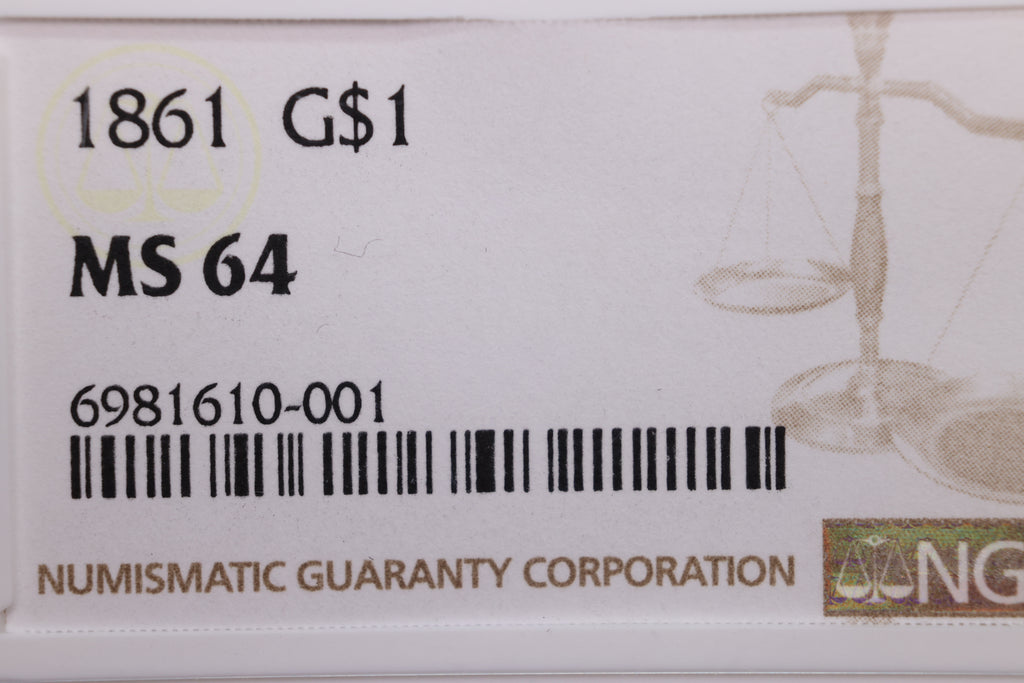 1861 G$1
MS 64
6981610-001
NUMISMATIC GUARANTY CORPORATION
NG